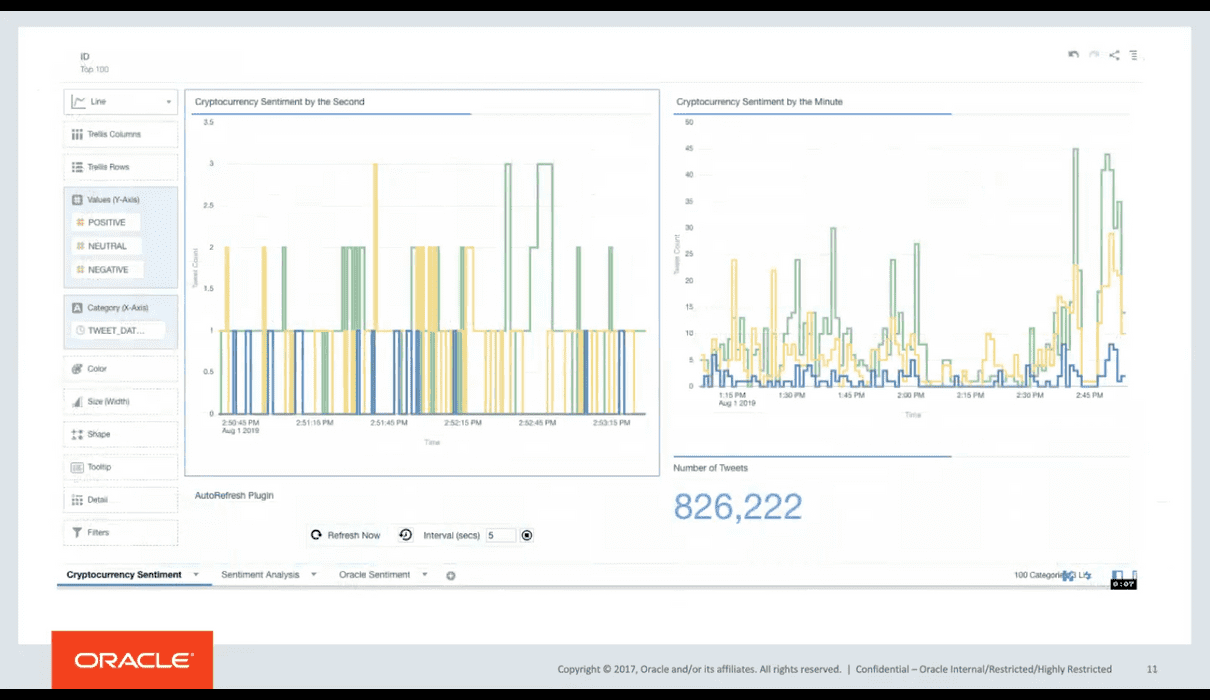 iD
Top 100
Line
Trellis Columns
Trellis Rows
Values (Y-Axis)
POSITIVE
NEUTRAL
NEGATIVE
Category (X-Axis)
TWEET_DAT...
Color
Size (Width)
Shape
Tooltip
Detail
Filters
Cryptocurrency Sentiment by the Second
3.5
3
2.5
2
1.5
1
0.5
0
Tweet Count
2:50:45 PM 2:51:15 PM 2:51:45 PM 2:52:15 PM 2:52:45 PM 2:53:15 PM
Aug 1 2019
Time
Cryptocurrency Sentiment by the Minute
50
45
40
35
30
25
20
15
10
5
0
Tweet Count
1:15 PM 1:30 PM 1:45 PM 2:00 PM 2:15 PM 2:30 PM 2:45 PM
Aug 1 2019
Time
AutoRefresh Plugin
Refresh Now Interval (secs) 5
Number of Tweets
826,222
Cryptocurrency Sentiment Sentiment Analysis Oracle Sentiment
100
0:07
ORACLE
Copyright © 2017, Oracle and/or its affiliates. All rights reserved. | Confidential – Oracle Internal/Restricted/Highly Restricted 11